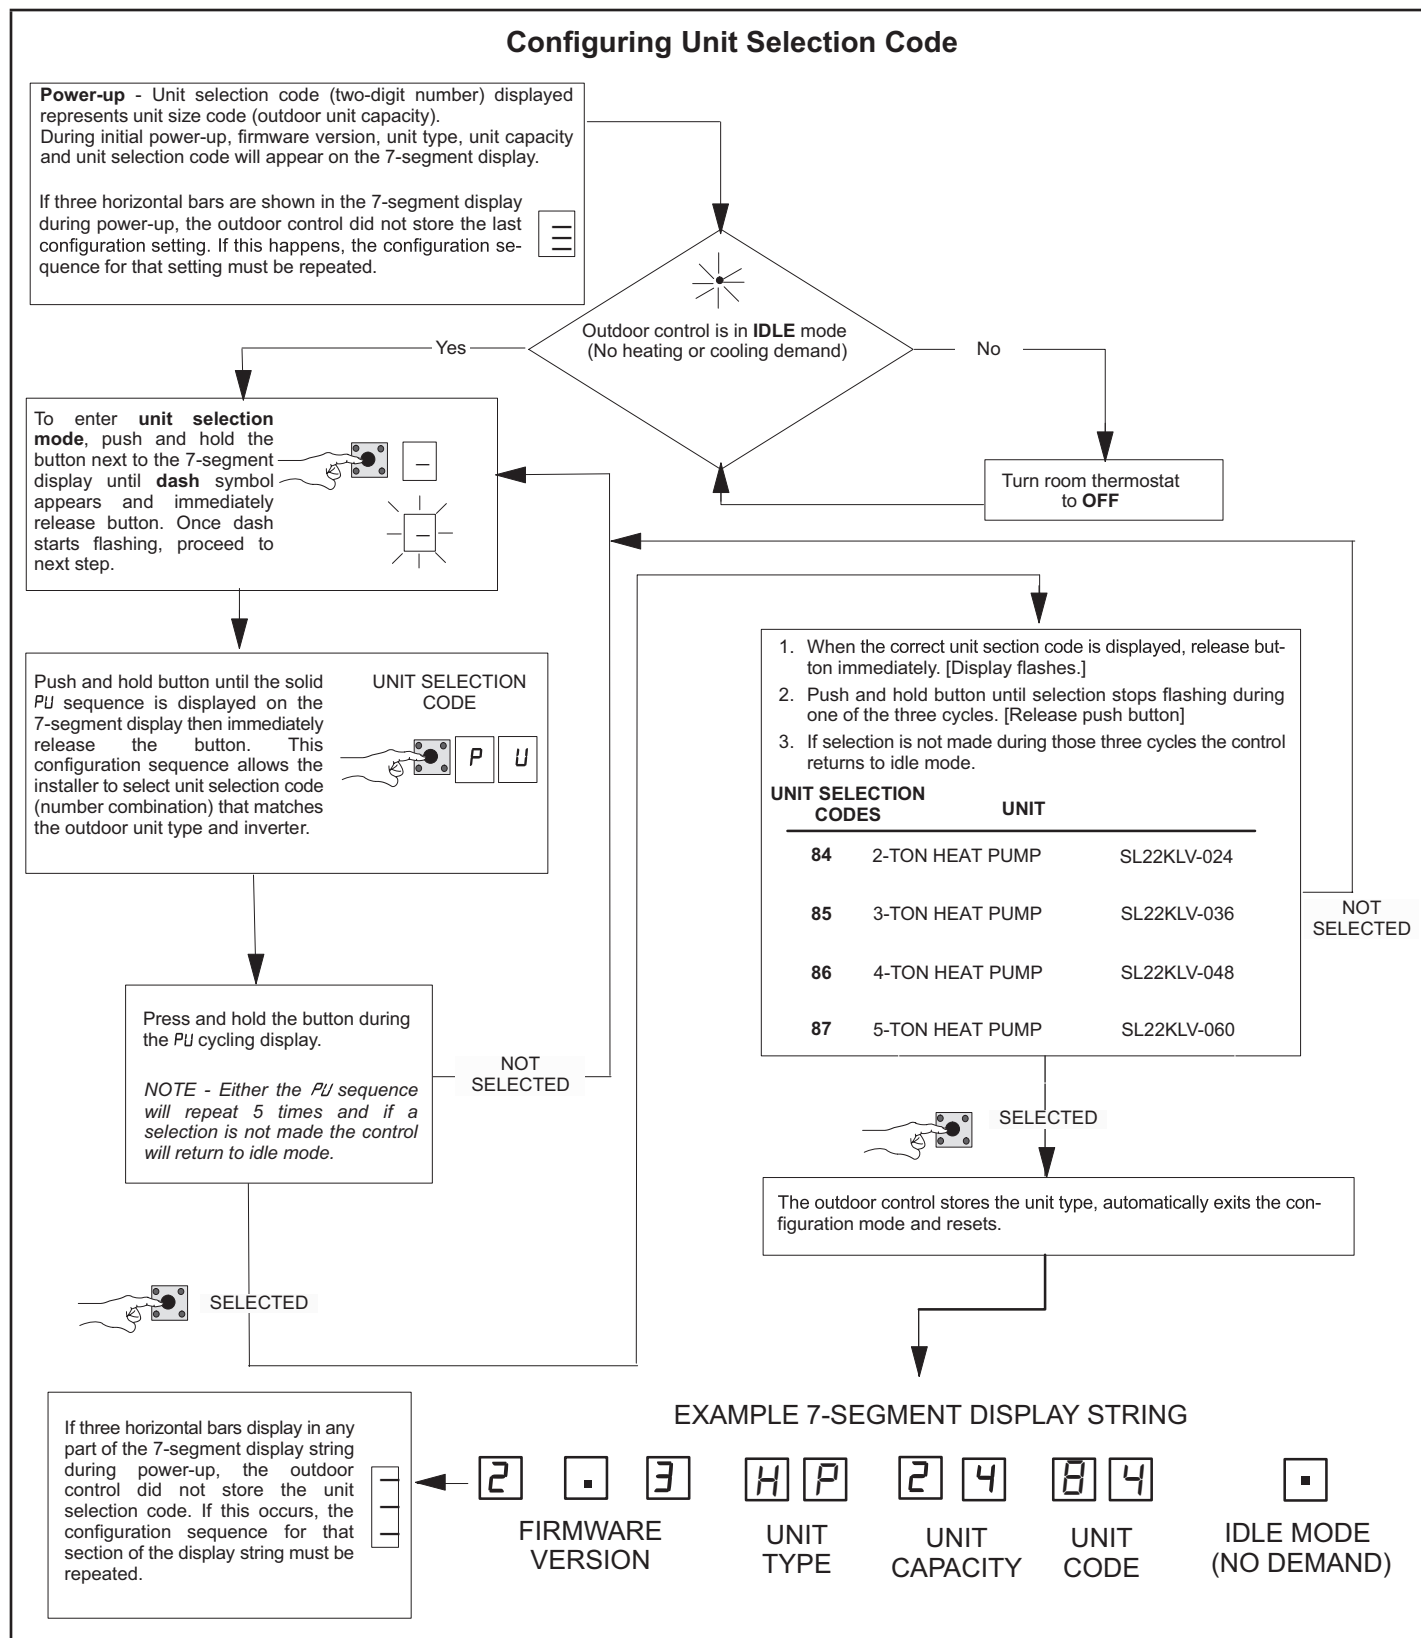 Configuring Unit Selection Code
Power-up - Unit selection code (two-digit number) displayed
represents unit size code (outdoor unit capacity).
During initial power-up, firmware version, unit type, unit capacity
and unit selection code will appear on the 7-segment display.
If three horizontal bars are shown in the 7-segment display
during power-up, the outdoor control did not store the last
configuration setting. If this happens, the configuration se-
quence for that setting must be repeated.
Outdoor control is in IDLE mode
(No heating or cooling demand)
Yes
No
Turn room thermostat
to OFF
To enter unit selection
mode, push and hold the
button next to the 7-segment
display until dash symbol
appears and immediately
release button. Once dash
starts flashing, proceed to
next step.
Push and hold button until the solid
PU sequence is displayed on the
7-segment display then immediately
release the button. This
configuration sequence allows the
installer to select unit selection code
(number combination) that matches
the outdoor unit type and inverter.
UNIT SELECTION
CODE
P U
Press and hold the button during
the PU cycling display.
NOTE - Either the PU sequence
will repeat 5 times and if a
selection is not made the control
will return to idle mode.
NOT
SELECTED
SELECTED
1. When the correct unit section code is displayed, release but-
ton immediately. [Display flashes.]
2. Push and hold button until selection stops flashing during
one of the three cycles. [Release push button]
3. If selection is not made during those three cycles the control
returns to idle mode.
UNIT SELECTION
CODES UNIT
84 2-TON HEAT PUMP SL22KLV-024
85 3-TON HEAT PUMP SL22KLV-036
86 4-TON HEAT PUMP SL22KLV-048
87 5-TON HEAT PUMP SL22KLV-060
NOT
SELECTED
SELECTED
The outdoor control stores the unit type, automatically exits the con-
figuration mode and resets.
EXAMPLE 7-SEGMENT DISPLAY STRING
2 . 3 H P 2 4 8 4 .
FIRMWARE
VERSION
UNIT
TYPE
UNIT
CAPACITY
UNIT
CODE
IDLE MODE
(NO DEMAND)
If three horizontal bars display in any
part of the 7-segment display string
during power-up, the outdoor
control did not store the unit
selection code. If this occurs, the
configuration sequence for that
section of the display string must be
repeated.